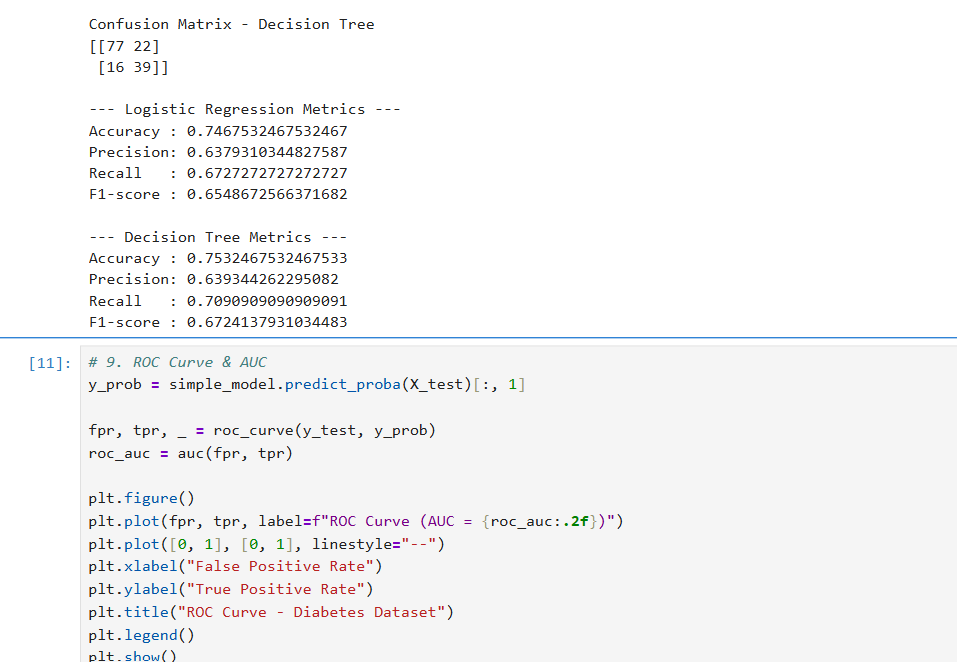 Confusion Matrix - Decision Tree
[[77 22]
 [16 39]]
--- Logistic Regression Metrics ---
Accuracy : 0.7467532467532467
Precision: 0.6379310344827587
Recall   : 0.6727272727272727
F1-score : 0.6548672566371682
--- Decision Tree Metrics ---
Accuracy : 0.7532467532467533
Precision: 0.639344262295082
Recall   : 0.7090909090909091
F1-score : 0.6724137931034483
[11]: # 9. ROC Curve & AUC
y_prob = simple_model.predict_proba(X_test)[:, 1]
fpr, tpr, _ = roc_curve(y_test, y_prob)
roc_auc = auc(fpr, tpr)
plt.figure()
plt.plot(fpr, tpr, label=f"ROC Curve (AUC = {roc_auc:.2f})")
plt.plot([0, 1], [0, 1], linestyle="--")
plt.xlabel("False Positive Rate")
plt.ylabel("True Positive Rate")
plt.title("ROC Curve - Diabetes Dataset")
plt.legend()
plt.show()